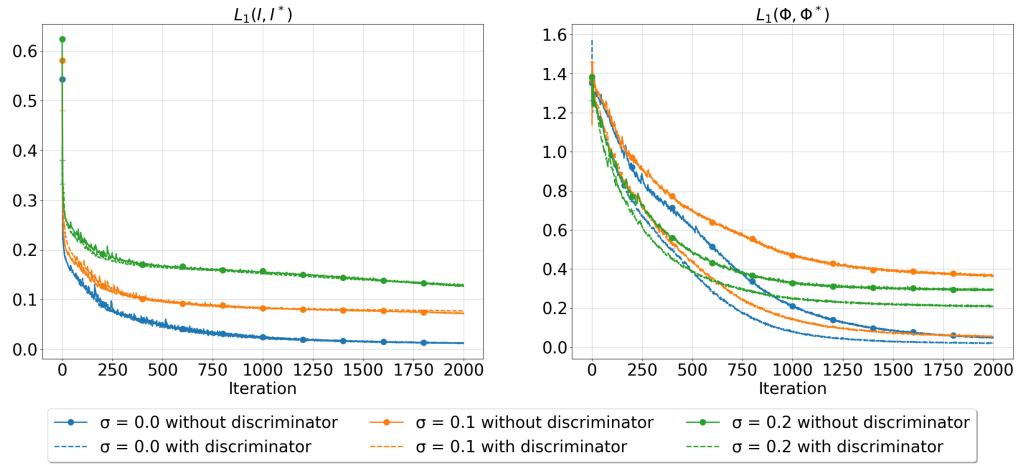 L₁(I, I*)
0.6
0.5
0.4
0.3
0.2
0.1
0.0
0 250 500 750 1000 1250 1500 1750 2000
Iteration
L₁(Φ, Φ*)
1.6
1.4
1.2
1.0
0.8
0.6
0.4
0.2
0.0
0 250 500 750 1000 1250 1500 1750 2000
Iteration
σ = 0.0 without discriminator σ = 0.1 without discriminator σ = 0.2 without discriminator
σ = 0.0 with discriminator σ = 0.1 with discriminator σ = 0.2 with discriminator